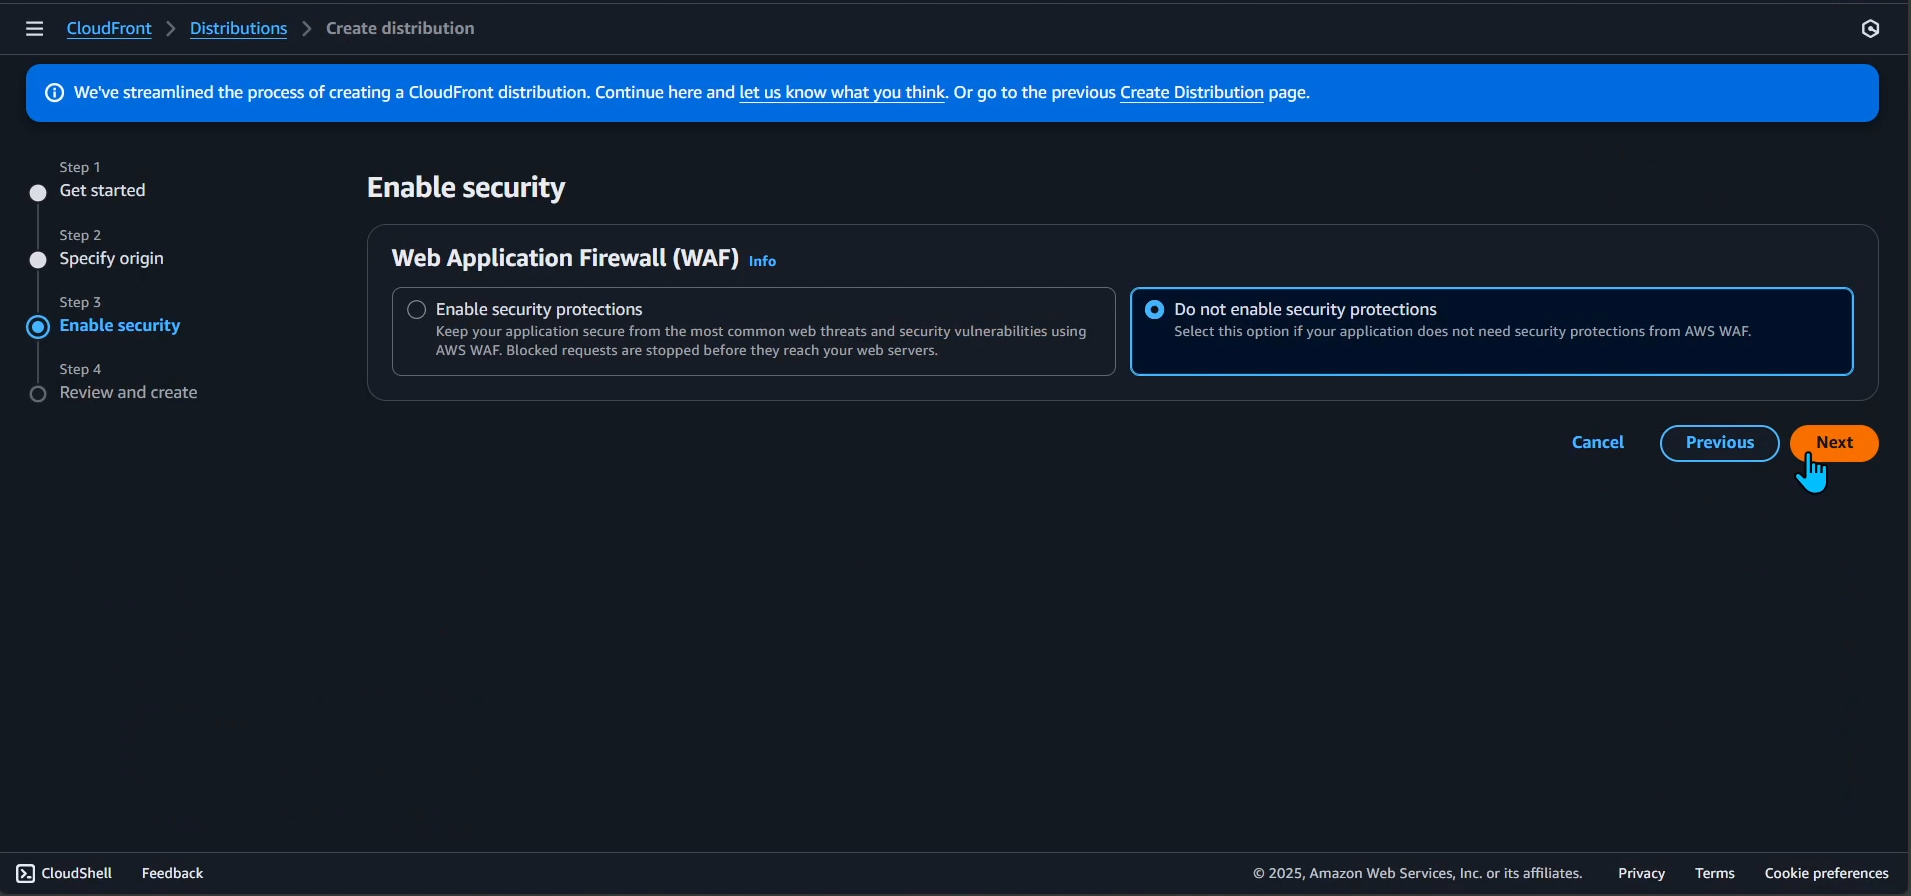 CloudFront > Distributions > Create distribution
We've streamlined the process of creating a CloudFront distribution. Continue here and let us know what you think. Or go to the previous Create Distribution page.
Step 1
Get started
Step 2
Specify origin
Step 3
Enable security
Step 4
Review and create
Enable security
Web Application Firewall (WAF) Info
Enable security protections
Keep your application secure from the most common web threats and security vulnerabilities using
AWS WAF. Blocked requests are stopped before they reach your web servers.
Do not enable security protections
Select this option if your application does not need security protections from AWS WAF.
Cancel Previous Next
CloudShell Feedback © 2025, Amazon Web Services, Inc. or its affiliates. Privacy Terms Cookie preferences